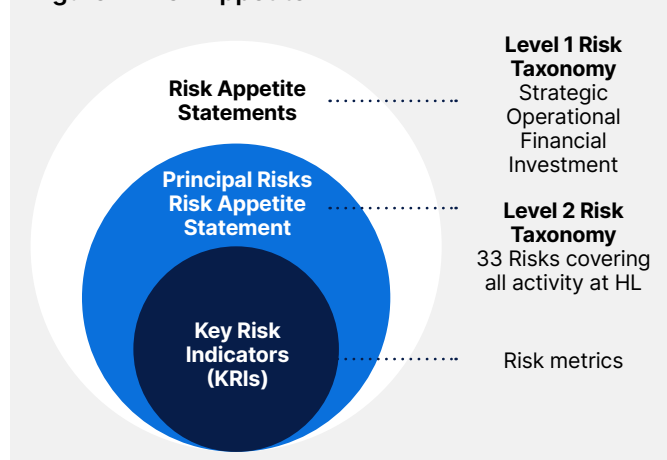 Risk Appetite
Statements
Level 1 Risk
Taxonomy
Strategic
Operational
Financial
Investment
Principal Risks
Risk Appetite
Statement
Level 2 Risk
Taxonomy
33 Risks covering
all activity at HL
Key Risk
Indicators
(KRIs)
Risk metrics